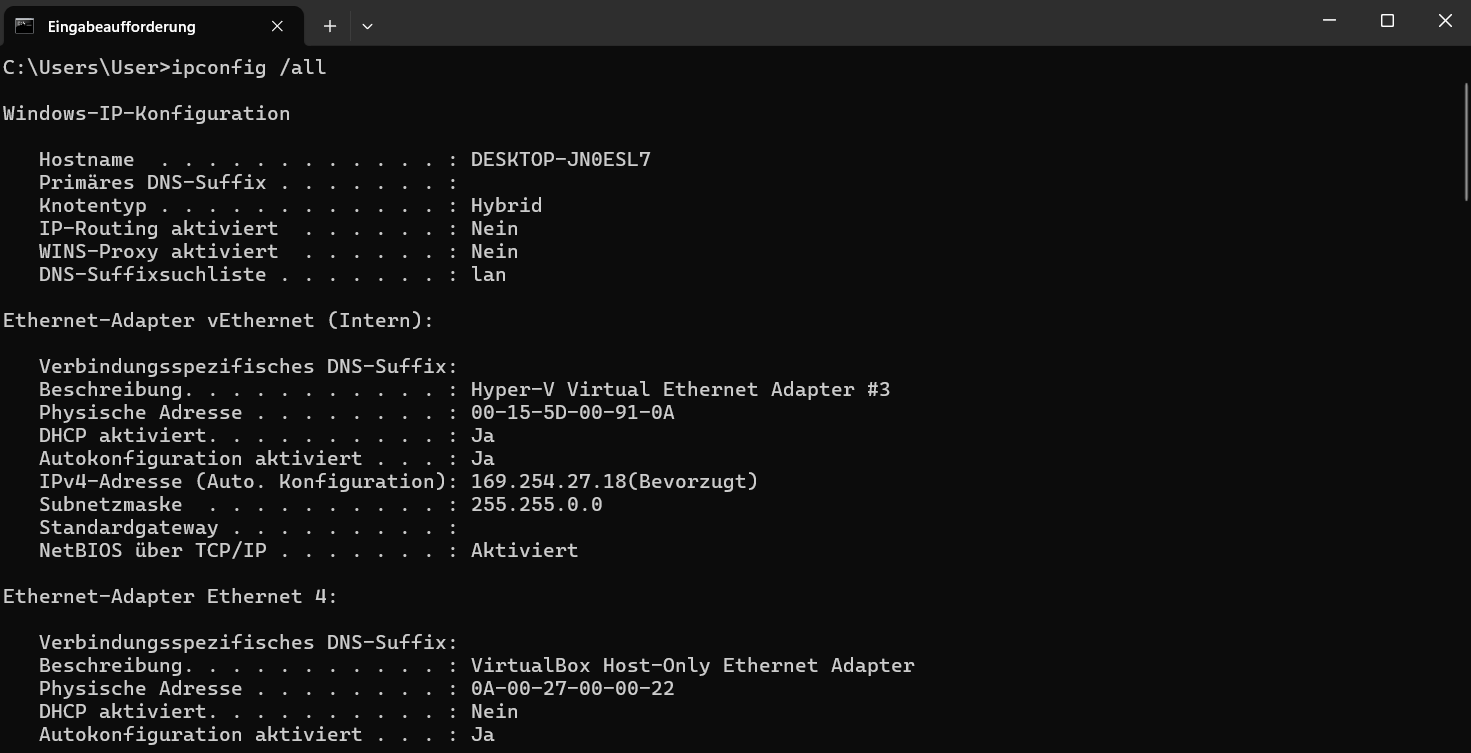 Eingabeaufforderung
C:\Users\User>ipconfig /all
Windows-IP-Konfiguration
   Hostname  . . . . . . . . . . . . : DESKTOP-JN0ESL7
   Primäres DNS-Suffix . . . . . . . :
   Knotentyp . . . . . . . . . . . . : Hybrid
   IP-Routing aktiviert  . . . . . . : Nein
   WINS-Proxy aktiviert  . . . . . . : Nein
   DNS-Suffixsuchliste . . . . . . . : lan
Ethernet-Adapter vEthernet (Intern):
   Verbindungsspezifisches DNS-Suffix:
   Beschreibung. . . . . . . . . . . : Hyper-V Virtual Ethernet Adapter #3
   Physische Adresse . . . . . . . . : 00-15-5D-00-91-0A
   DHCP aktiviert. . . . . . . . . . : Ja
   Autokonfiguration aktiviert . . . : Ja
   IPv4-Adresse (Auto. Konfiguration): 169.254.27.18(Bevorzugt)
   Subnetzmaske  . . . . . . . . . . : 255.255.0.0
   Standardgateway . . . . . . . . . :
   NetBIOS über TCP/IP . . . . . . . : Aktiviert
Ethernet-Adapter Ethernet 4:
   Verbindungsspezifisches DNS-Suffix:
   Beschreibung. . . . . . . . . . . : VirtualBox Host-Only Ethernet Adapter
   Physische Adresse . . . . . . . . : 0A-00-27-00-00-22
   DHCP aktiviert. . . . . . . . . . : Nein
   Autokonfiguration aktiviert . . . : Ja